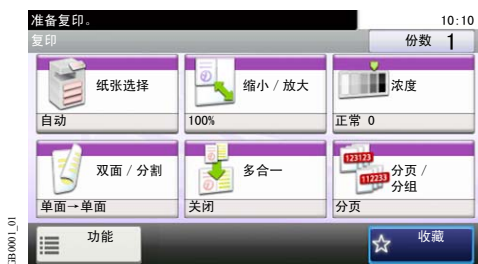 准备复印。 10:10
复印 份数 1
纸张选择 缩小 / 放大 浓度
自动 100% 正常 0
双面 / 分割 多合一 123123 112233 分页 / 分组
单面→单面 关闭 分页
功能 收藏
GB0001_01